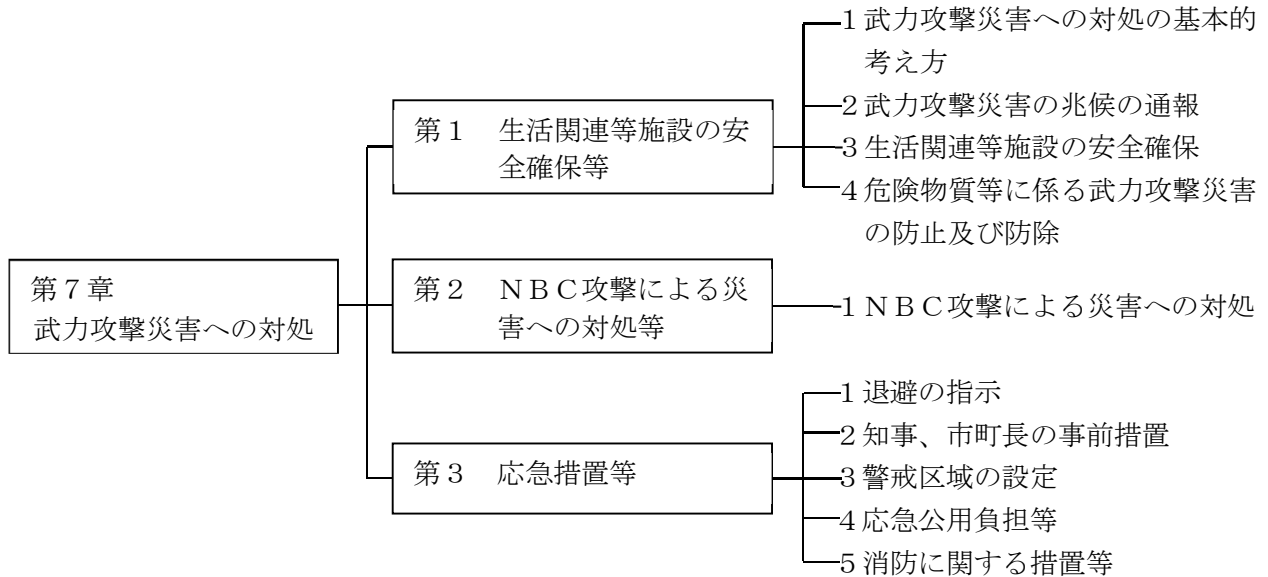 第７章
武力攻撃災害への対処
第１　生活関連等施設の安
全確保等
１武力攻撃災害への対処の基本的
考え方
２武力攻撃災害の兆候の通報
３生活関連等施設の安全確保
４危険物質等に係る武力攻撃災害
の防止及び防除
第２　ＮＢＣ攻撃による災
害への対処等
１ＮＢＣ攻撃による災害への対処
第３　応急措置等
１退避の指示
２知事、市町長の事前措置
３警戒区域の設定
４応急公用負担等
５消防に関する措置等